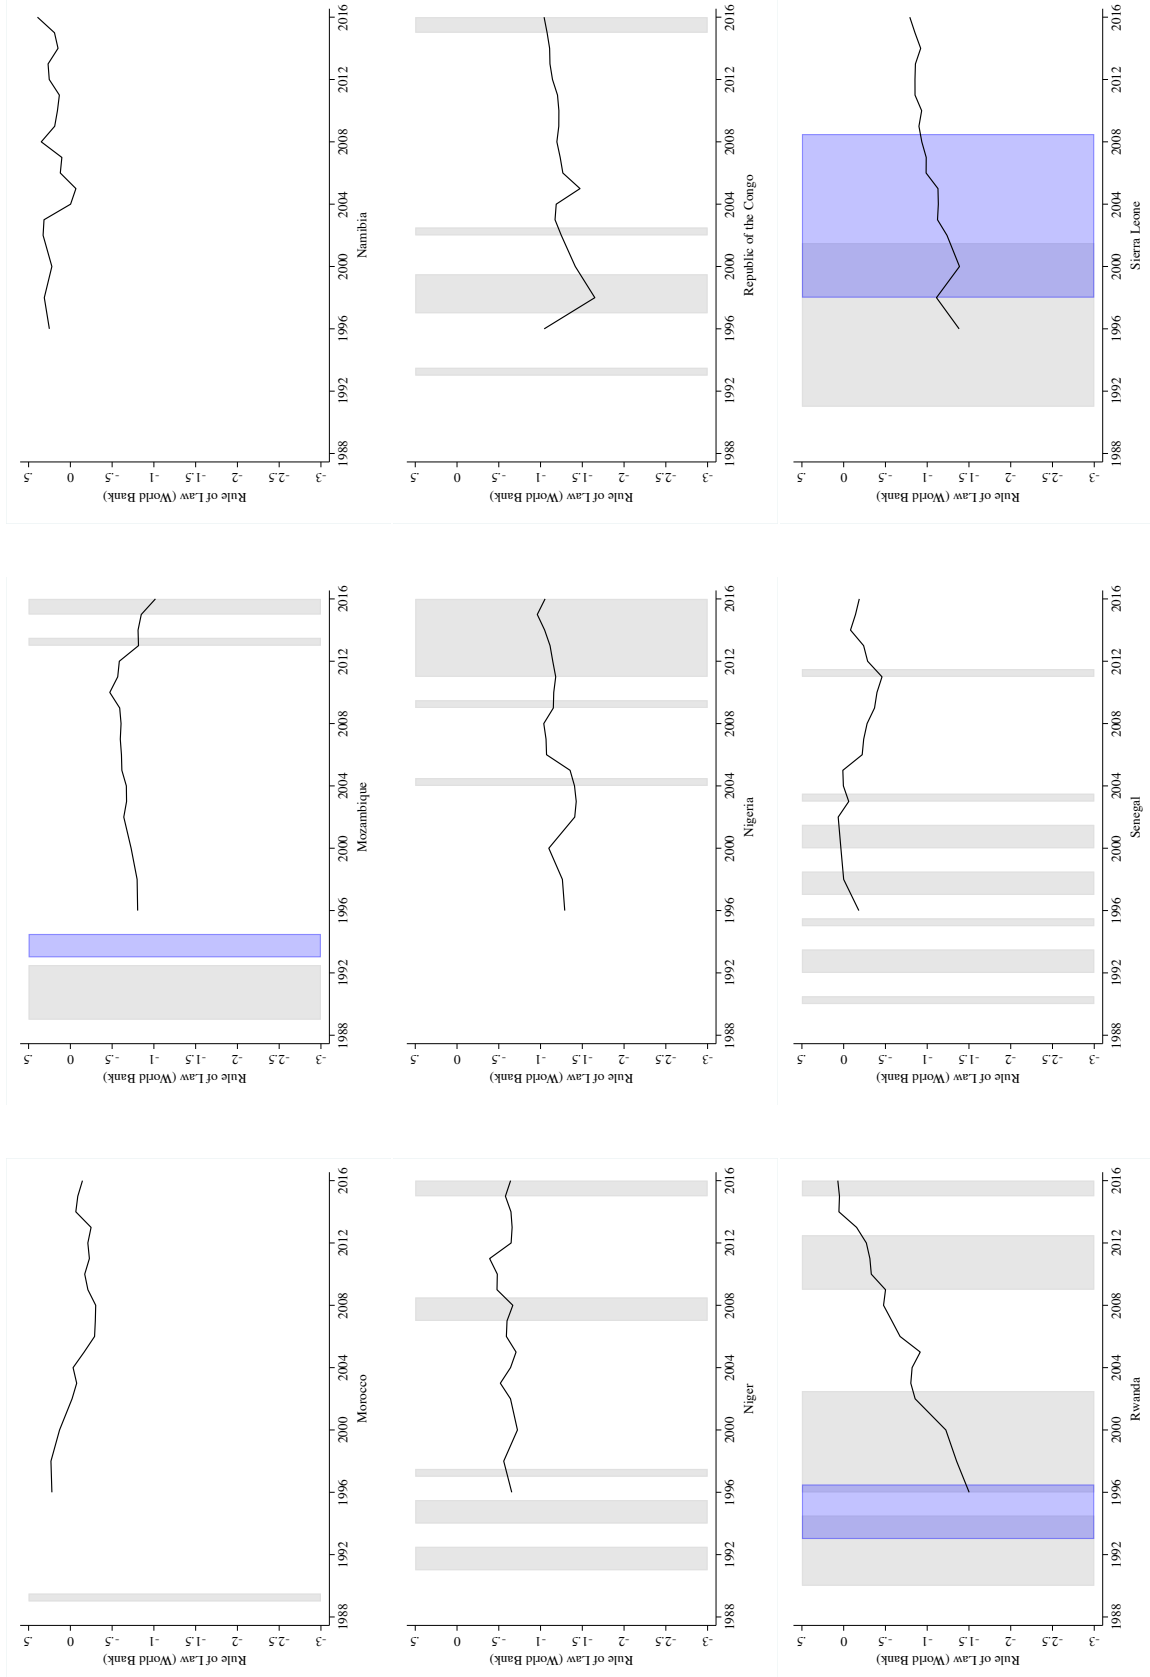 Rule of Law (World Bank)
-3 -2.5 -2 -1.5 -1 -.5 0 .5
1988 1992 1996 2000 2004 2008 2012 2016
Morocco
Rule of Law (World Bank)
-3 -2.5 -2 -1.5 -1 -.5 0 .5
1988 1992 1996 2000 2004 2008 2012 2016
Mozambique
Rule of Law (World Bank)
-3 -2.5 -2 -1.5 -1 -.5 0 .5
1988 1992 1996 2000 2004 2008 2012 2016
Namibia
Rule of Law (World Bank)
-3 -2.5 -2 -1.5 -1 -.5 0 .5
1988 1992 1996 2000 2004 2008 2012 2016
Niger
Rule of Law (World Bank)
-3 -2.5 -2 -1.5 -1 -.5 0 .5
1988 1992 1996 2000 2004 2008 2012 2016
Nigeria
Rule of Law (World Bank)
-3 -2.5 -2 -1.5 -1 -.5 0 .5
1988 1992 1996 2000 2004 2008 2012 2016
Republic of the Congo
Rule of Law (World Bank)
-3 -2.5 -2 -1.5 -1 -.5 0 .5
1988 1992 1996 2000 2004 2008 2012 2016
Rwanda
Rule of Law (World Bank)
-3 -2.5 -2 -1.5 -1 -.5 0 .5
1988 1992 1996 2000 2004 2008 2012 2016
Senegal
Rule of Law (World Bank)
-3 -2.5 -2 -1.5 -1 -.5 0 .5
1988 1992 1996 2000 2004 2008 2012 2016
Sierra Leone